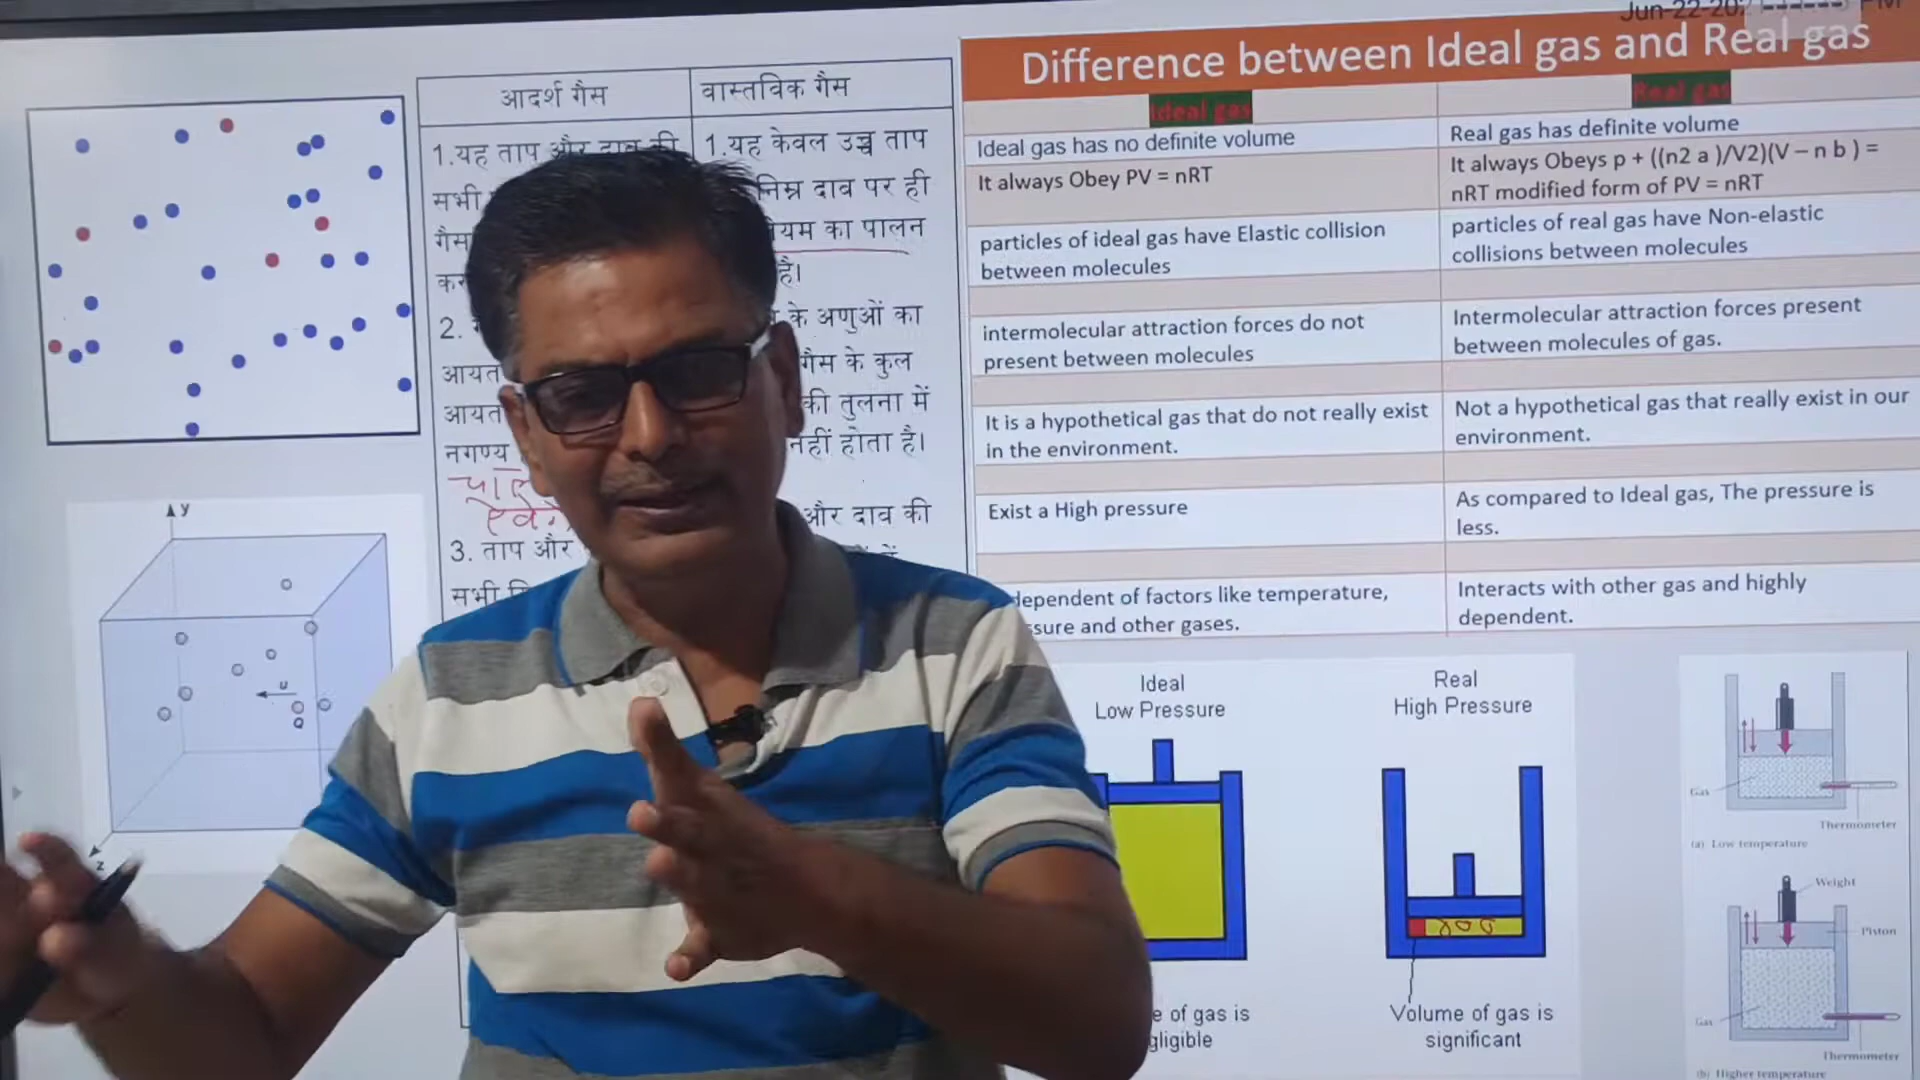 Jun-22-20
Difference between Ideal gas and Real gas
आदर्श गैस
वास्तविक गैस
1.यह ताप और दाब की
सभी
गैस
2.
आयत
आयत
नगण्य
3. ताप और
सभी
1.यह केवल उच्च ताप
निम्न दाव पर ही
का पालन
है।
के अणुओं का
गैस के कुल
की तुलना में
नहीं होता है।
और दाव की
Ideal gas
Real gas
Ideal gas has no definite volume
Real gas has definite volume
It always Obey PV = nRT
It always Obeys p + ((n2 a )/V2)(V – n b ) =
nRT modified form of PV = nRT
particles of ideal gas have Elastic collision
between molecules
particles of real gas have Non-elastic
collisions between molecules
intermolecular attraction forces do not
present between molecules
Intermolecular attraction forces present
between molecules of gas.
It is a hypothetical gas that do not really exist
in the environment.
Not a hypothetical gas that really exist in our
environment.
Exist a High pressure
As compared to Ideal gas, The pressure is
less.
dependent of factors like temperature,
ssure and other gases.
Interacts with other gas and highly
dependent.
y
u
Q
z
Ideal
Low Pressure
Real
High Pressure
e of gas is
gligible
Volume of gas is
significant
Gas
Thermometer
(a) Low temperature
Weight
Piston
Gas
Thermometer
(b) Higher temperature